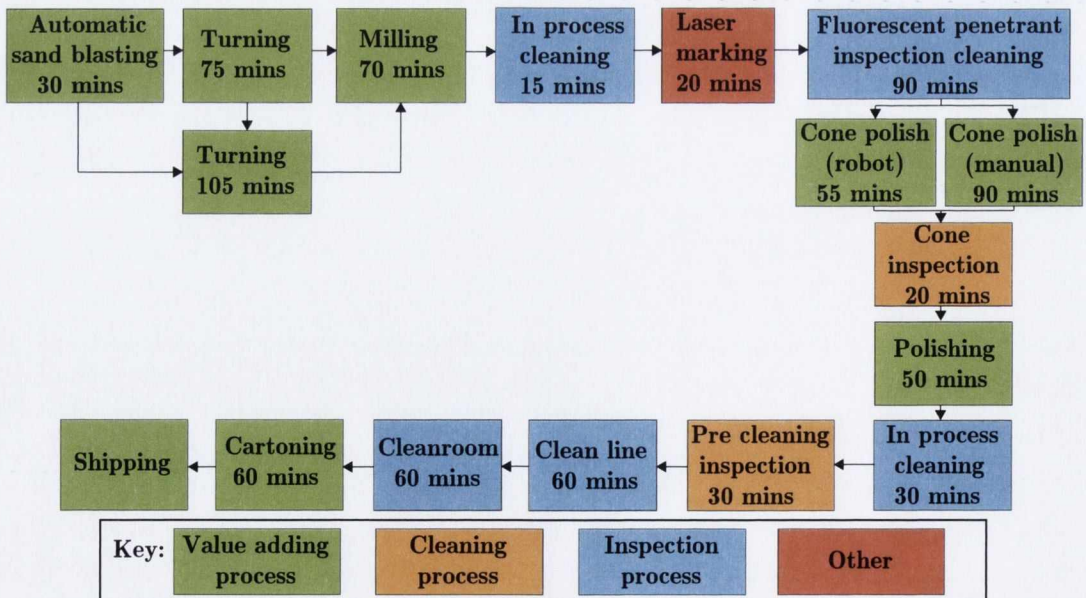 Automatic
sand blasting
30 mins
Turning
75 mins
Milling
70 mins
In process
cleaning
15 mins
Laser
marking
20 mins
Fluorescent penetrant
inspection cleaning
90 mins
Turning
105 mins
Cone polish
(robot)
55 mins
Cone polish
(manual)
90 mins
Cone
inspection
20 mins
Polishing
50 mins
In process
cleaning
30 mins
Pre cleaning
inspection
30 mins
Clean line
60 mins
Cleanroom
60 mins
Cartoning
60 mins
Shipping
Key:
Value adding
process
Cleaning
process
Inspection
process
Other